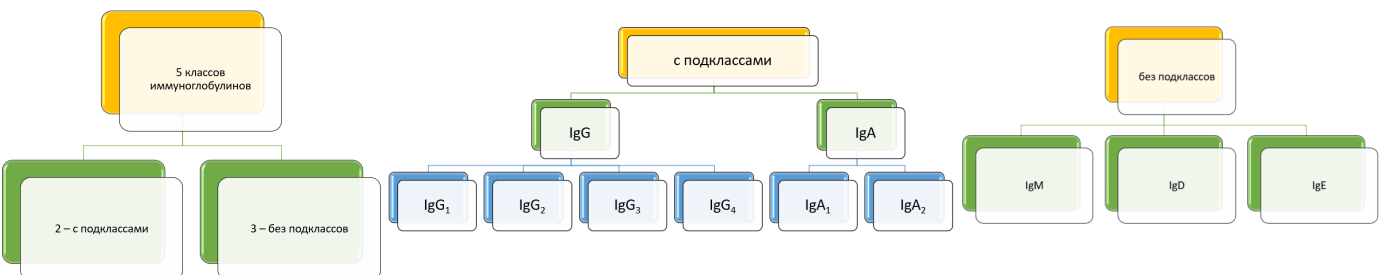 5 классов
иммуноглобулинов
2 – с подклассами
3 – без подклассов
с подклассами
IgG
IgA
IgG₁
IgG₂
IgG₃
IgG₄
IgA₁
IgA₂
без подклассов
IgM
IgD
IgE